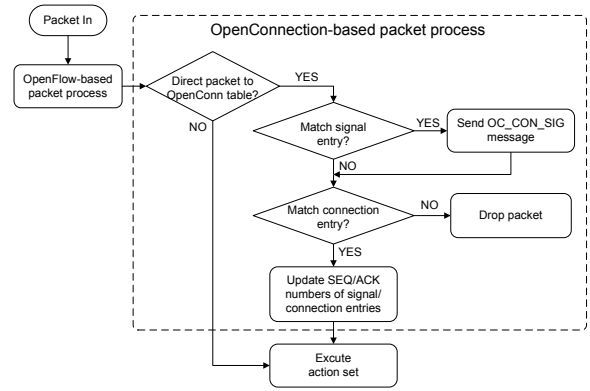 Packet In
OpenConnection-based packet process
OpenFlow-based
packet process
Direct packet to
OpenConn table?
YES
NO
Match signal
entry?
YES
Send OC_CON_SIG
message
NO
Match connection
entry?
NO
Drop packet
YES
Update SEQ/ACK
numbers of signal/
connection entries
Excute
action set